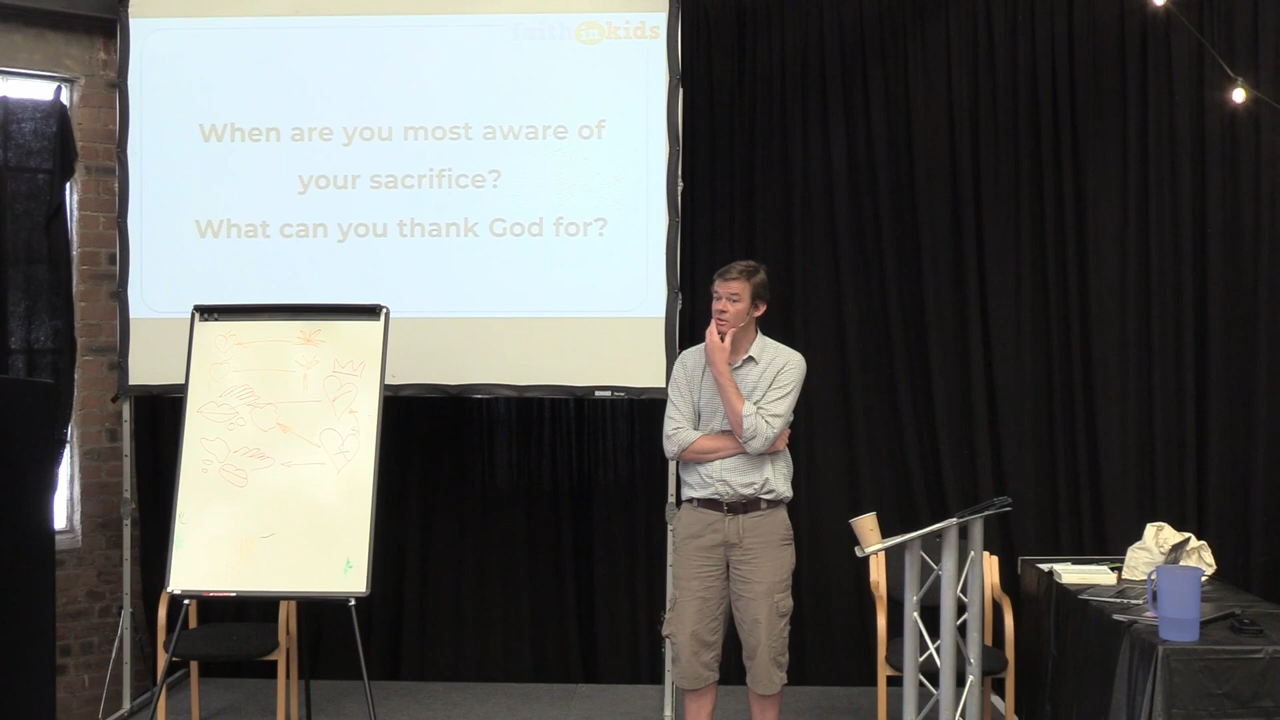 faith in kids
When are you most aware of
your sacrifice?
What can you thank God for?